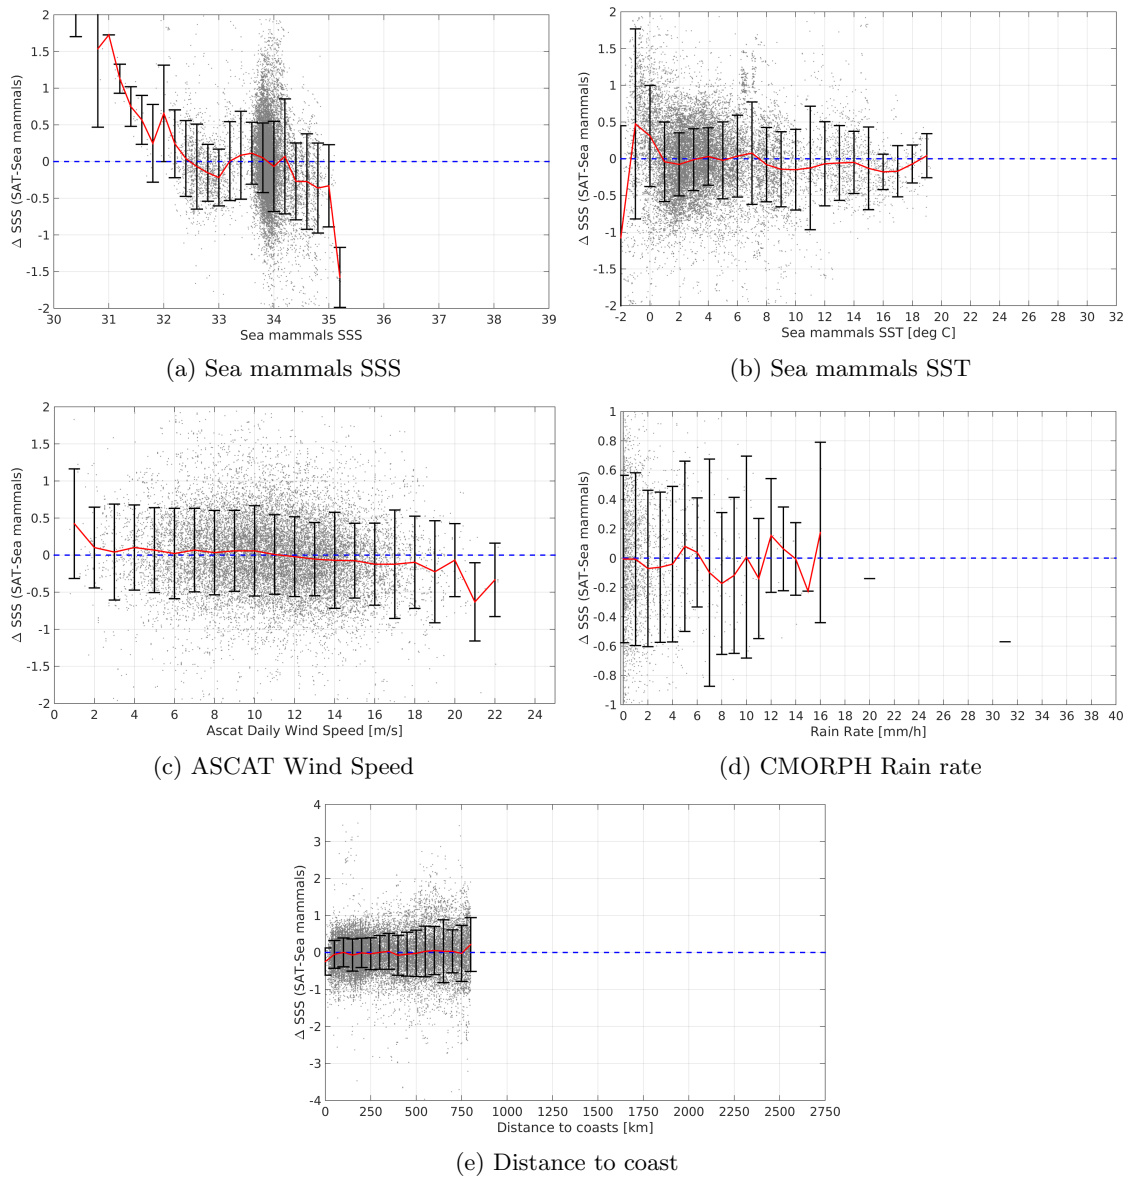 2
1.5
1
0.5
0
-0.5
-1
-1.5
-2
Δ SSS (SAT-Sea mammals)
30 31 32 33 34 35 36 37 38 39
Sea mammals SSS
(a) Sea mammals SSS
2
1.5
1
0.5
0
-0.5
-1
-1.5
-2
Δ SSS (SAT-Sea mammals)
-2 0 2 4 6 8 10 12 14 16 18 20 22 24 26 28 30 32
Sea mammals SST [deg C]
(b) Sea mammals SST
2
1.5
1
0.5
0
-0.5
-1
-1.5
-2
Δ SSS (SAT-Sea mammals)
0 2 4 6 8 10 12 14 16 18 20 22 24
Ascat Daily Wind Speed [m/s]
(c) ASCAT Wind Speed
1
0.8
0.6
0.4
0.2
0
-0.2
-0.4
-0.6
-0.8
-1
Δ SSS (SAT-Sea mammals)
0 2 4 6 8 10 12 14 16 18 20 22 24 26 28 30 32 34 36 38 40
Rain Rate [mm/h]
(d) CMORPH Rain rate
4
3
2
1
0
-1
-2
-3
-4
Δ SSS (SAT-Sea mammals)
0 250 500 750 1000 1250 1500 1750 2000 2250 2500 2750
Distance to coasts [km]
(e) Distance to coast